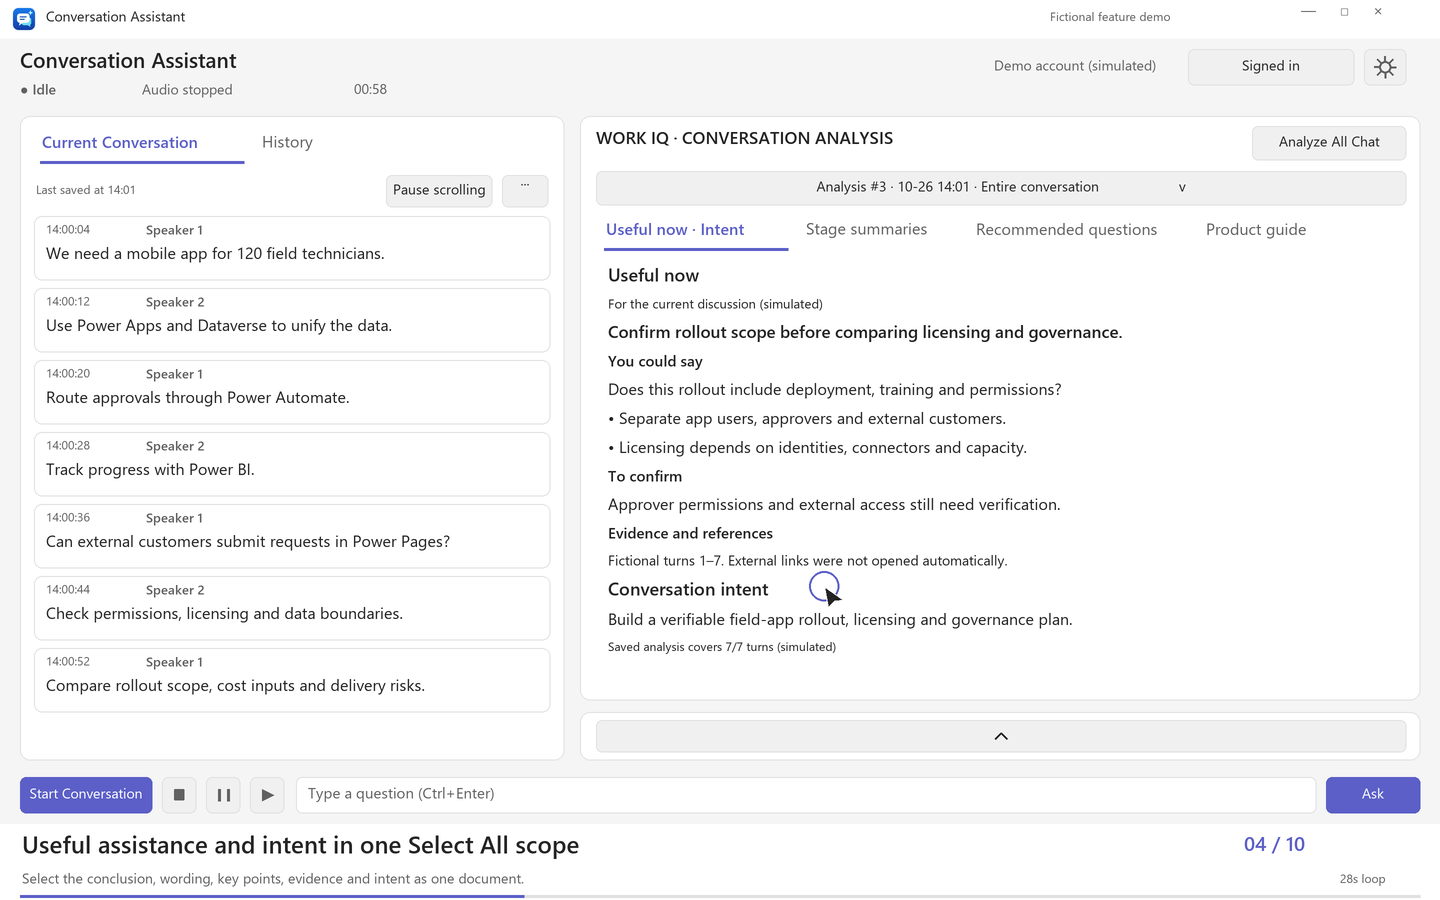 Conversation Assistant
Fictional feature demo
Conversation Assistant
● Idle
Audio stopped
00:58
Demo account (simulated)
Signed in
Current Conversation
History
Last saved at 14:01
Pause scrolling
...
14:00:04 Speaker 1
We need a mobile app for 120 field technicians.
14:00:12 Speaker 2
Use Power Apps and Dataverse to unify the data.
14:00:20 Speaker 1
Route approvals through Power Automate.
14:00:28 Speaker 2
Track progress with Power BI.
14:00:36 Speaker 1
Can external customers submit requests in Power Pages?
14:00:44 Speaker 2
Check permissions, licensing and data boundaries.
14:00:52 Speaker 1
Compare rollout scope, cost inputs and delivery risks.
WORK IQ · CONVERSATION ANALYSIS
Analyze All Chat
Analysis #3 · 10-26 14:01 · Entire conversation v
Useful now · Intent
Stage summaries
Recommended questions
Product guide
Useful now
For the current discussion (simulated)
Confirm rollout scope before comparing licensing and governance.
You could say
Does this rollout include deployment, training and permissions?
• Separate app users, approvers and external customers.
• Licensing depends on identities, connectors and capacity.
To confirm
Approver permissions and external access still need verification.
Evidence and references
Fictional turns 1–7. External links were not opened automatically.
Conversation intent
Build a verifiable field-app rollout, licensing and governance plan.
Saved analysis covers 7/7 turns (simulated)
Start Conversation
Type a question (Ctrl+Enter)
Ask
Useful assistance and intent in one Select All scope
04 / 10
Select the conclusion, wording, key points, evidence and intent as one document.
28s loop